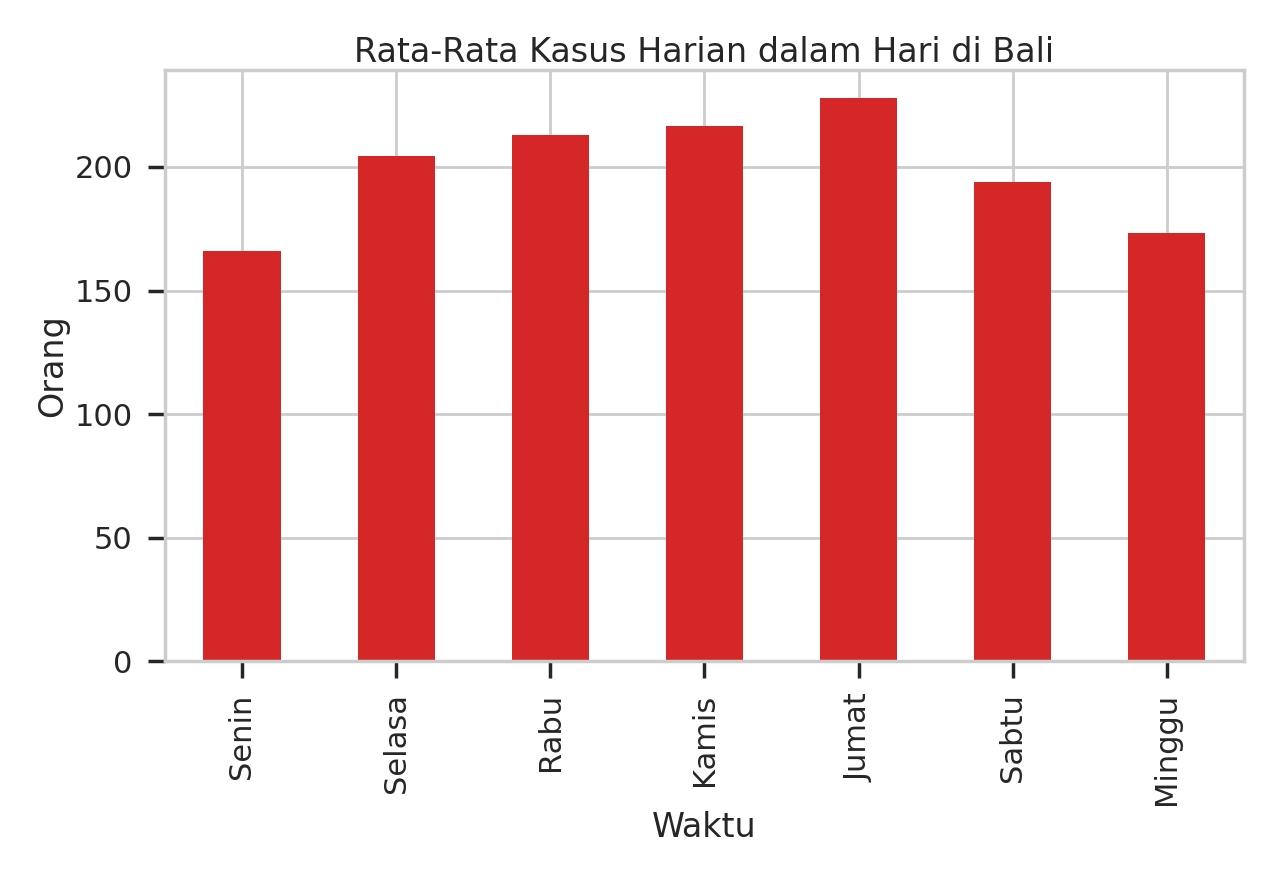 Rata-Rata Kasus Harian dalam Hari di Bali
Orang
200
150
100
50
0
Senin
Selasa
Rabu
Kamis
Jumat
Sabtu
Minggu
Waktu